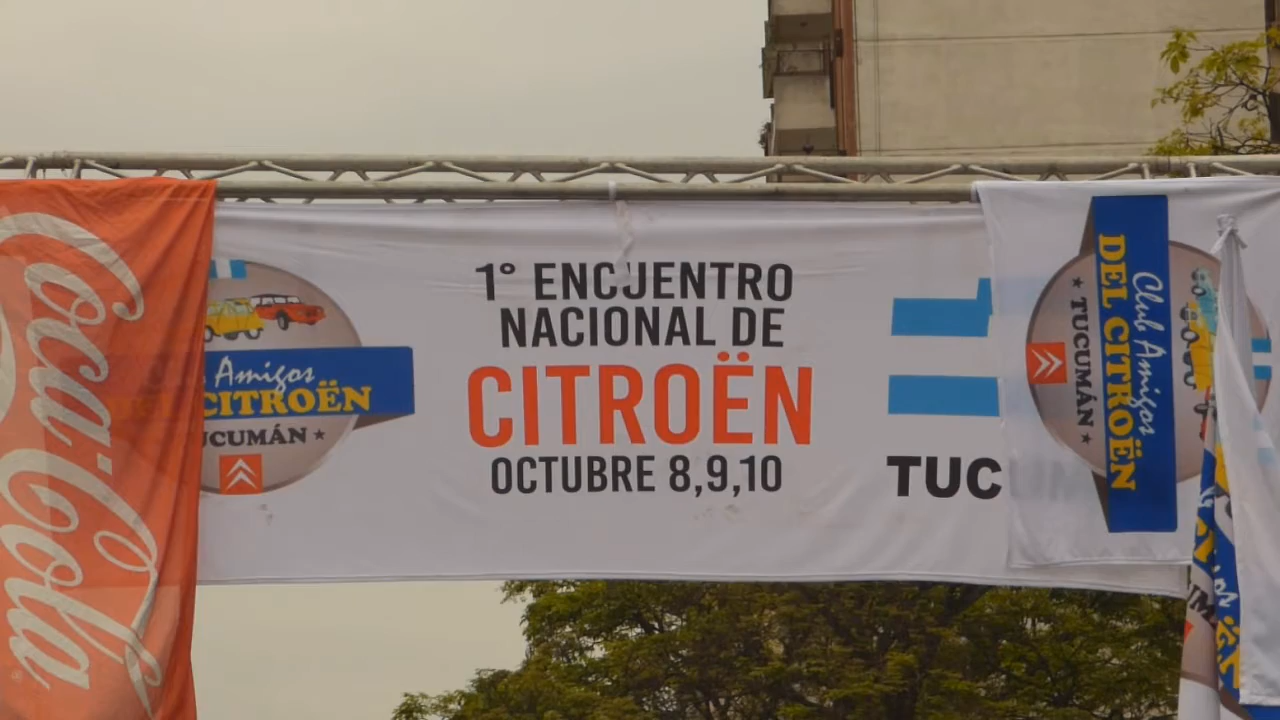 Coca-Cola
Amigos
CITROËN
TUCUMÁN ★
1° ENCUENTRO
NACIONAL DE
CITROËN
OCTUBRE 8,9,10
TUC
Club Amigos
DEL CITROËN
★ TUCUMÁN ★